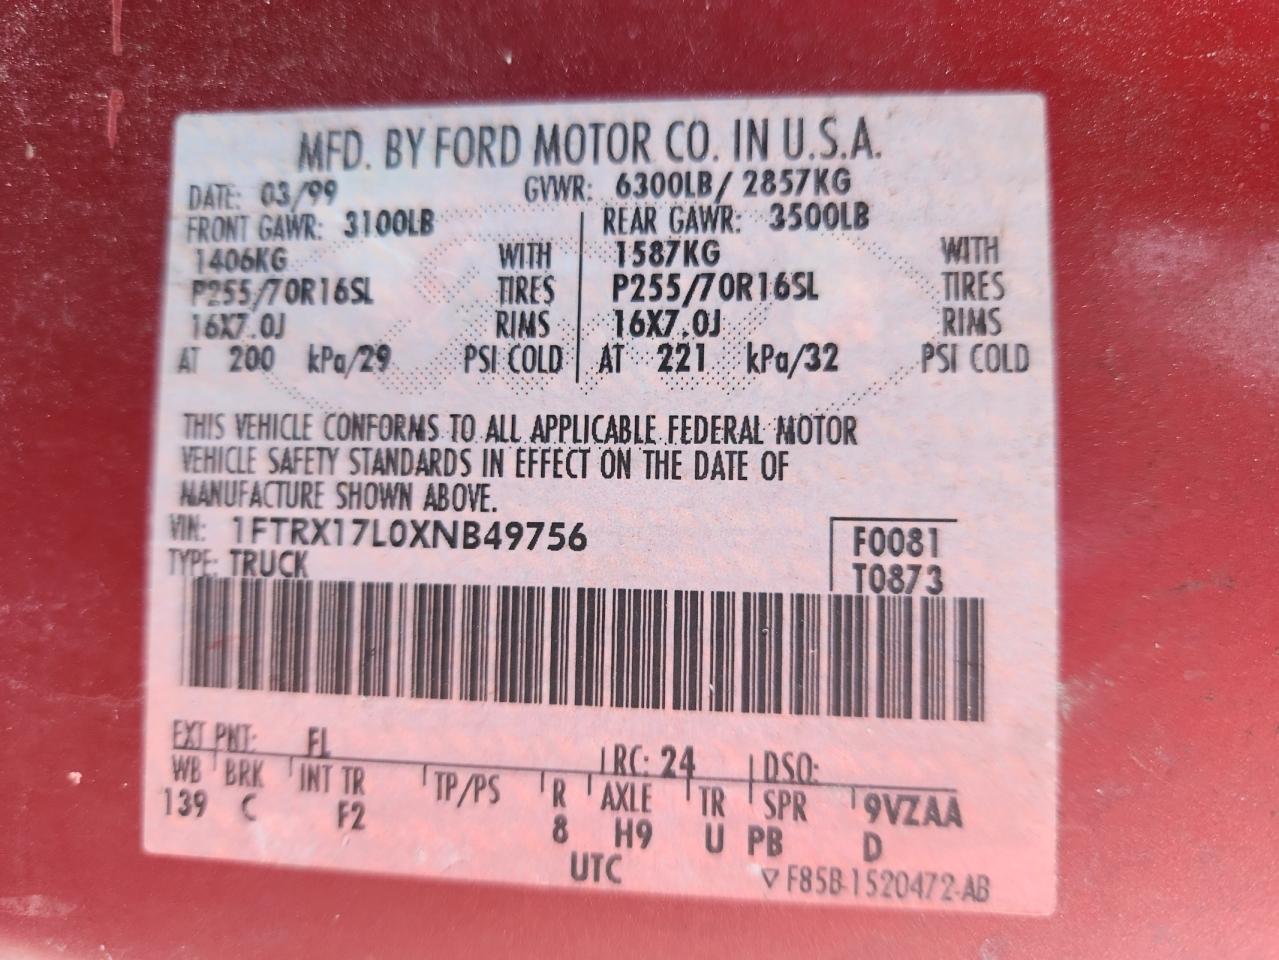 MFD. BY FORD MOTOR CO. IN U.S.A.
DATE: 03/99 GVWR: 6300LB/ 2857KG
FRONT GAWR: 3100LB REAR GAWR: 3500LB
1406KG WITH 1587KG WITH
P255/70R16SL TIRES P255/70R16SL TIRES
16X7.0J RIMS 16X7.0J RIMS
AT 200 kPa/29 PSI COLD AT 221 kPa/32 PSI COLD
THIS VEHICLE CONFORMS TO ALL APPLICABLE FEDERAL MOTOR
VEHICLE SAFETY STANDARDS IN EFFECT ON THE DATE OF
MANUFACTURE SHOWN ABOVE.
VIN: 1FTRX17L0XNB49756 F0081
TYPE: TRUCK T0873
EXT PNT: FL RC: 24 DSO:
WB BRK INT TR TP/PS R AXLE TR SPR 9VZAA
139 C F2 8 H9 U PB D
UTC ▽ F85B-1520472-AB